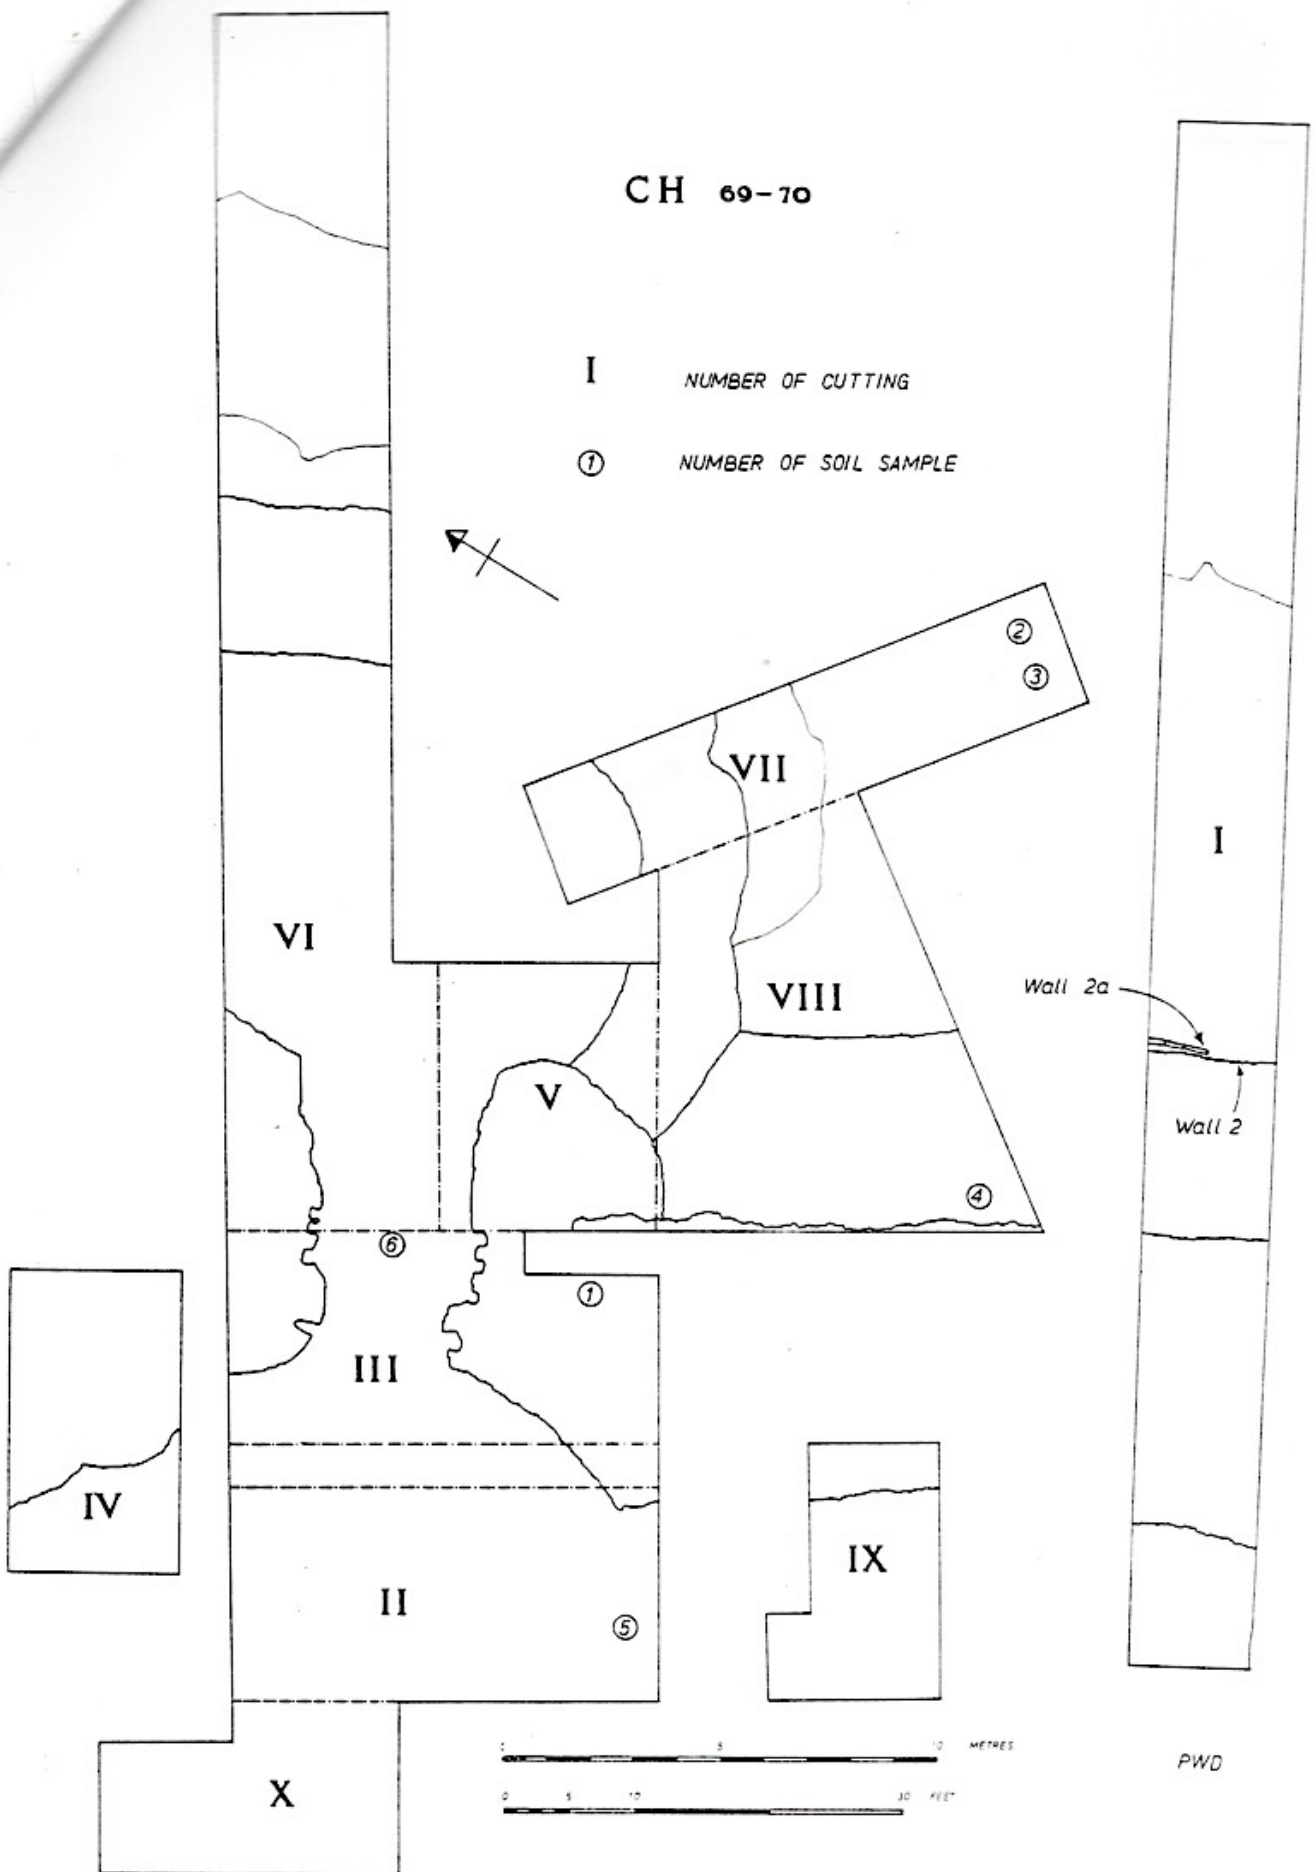 CH 69-70
I NUMBER OF CUTTING
① NUMBER OF SOIL SAMPLE
②
③
VII
I
VI
VIII
Wall 2a
V
Wall 2
④
⑥
①
III
IV
IX
II
⑤
0 5 10 METRES
PWD
X
0 5 10 30 FEET